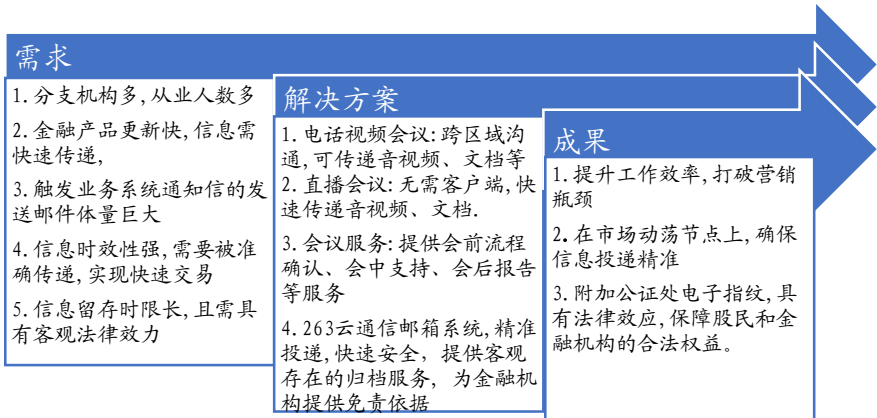 需求
1.分支机构多,从业人数多
2.金融产品更新快,信息需
快速传递,
3.触发业务系统通知信的发
送邮件体量巨大
4.信息时效性强,需要被准
确传递,实现快速交易
5.信息留存时限长,且需具
有客观法律效力
解决方案
1.电话视频会议:跨区域沟
通,可传递音视频、文档等
2.直播会议:无需客户端,快
速传递音视频、文档.
3.会议服务:提供会前流程
确认、会中支持、会后报告
等服务
4.263云通信邮箱系统,精准
投递,快速安全，提供客观
存在的归档服务，为金融机
构提供免责依据
成果
1.提升工作效率,打破营销
瓶颈
2.在市场动荡节点上,确保
信息投递精准
3.附加公证处电子指纹,具
有法律效应,保障股民和金
融机构的合法权益。